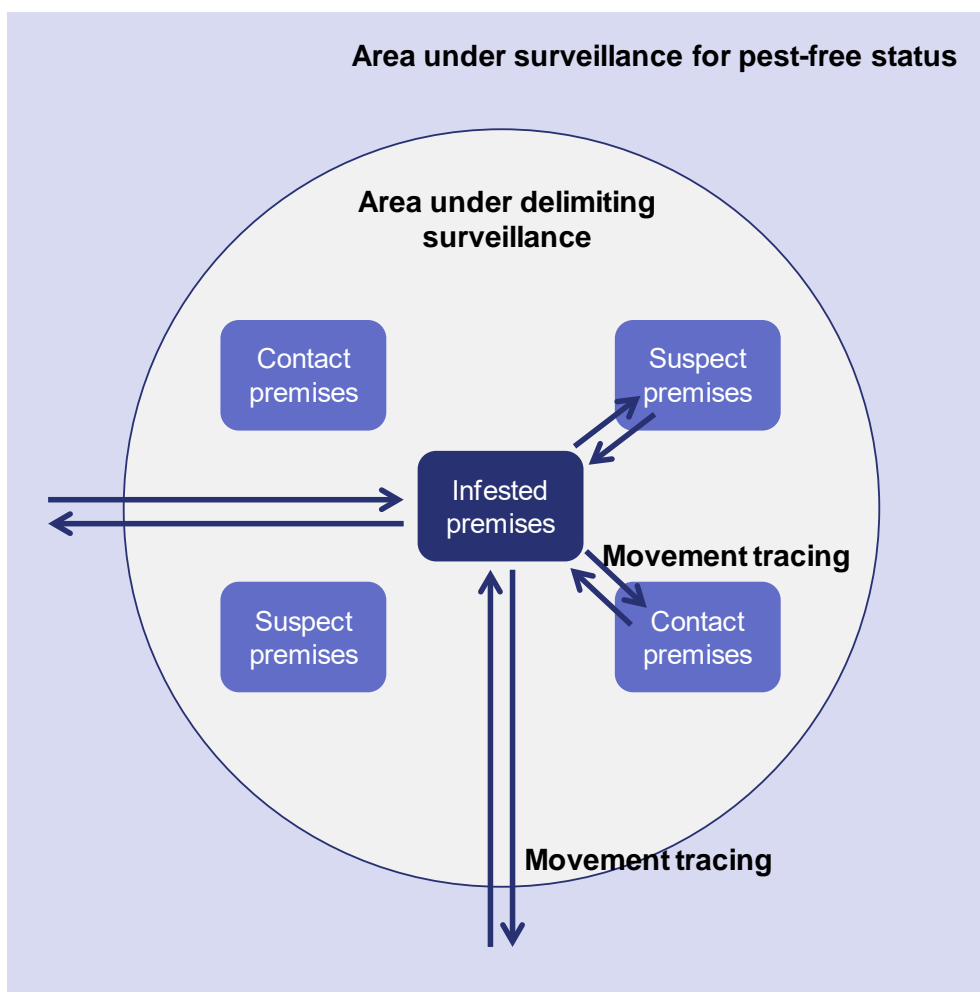 Area under surveillance for pest-free status
Area under delimiting
surveillance
Contact
premises
Suspect
premises
Infested
premises
Movement tracing
Suspect
premises
Contact
premises
Movement tracing